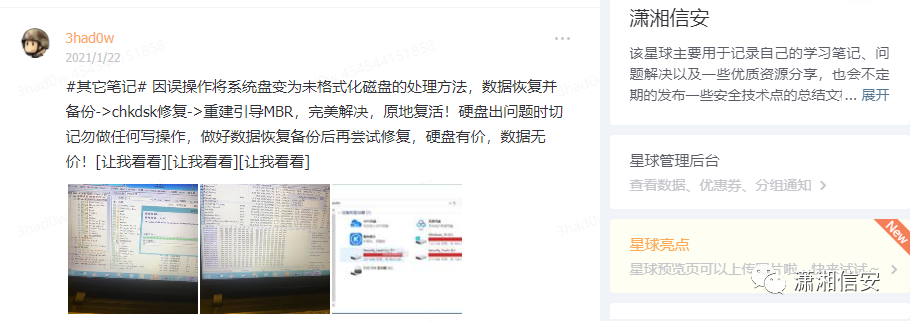 3had0w
2021/1/22
#其它笔记# 因误操作将系统盘变为未格式化磁盘的处理方法，数据恢复并
备份->chkdsk修复->重建引导MBR，完美解决，原地复活！硬盘出问题时切
记勿做任何写操作，做好数据恢复备份后再尝试修复，硬盘有价，数据无
价！[让我看看][让我看看][让我看看]
潇湘信安
该星球主要用于记录自己的学习笔记、问
题解决以及一些优质资源分享，也会不定
期的发布一些安全技术点的总结文... 展开
星球管理后台
查看数据、优惠券、分组通知 >
New
星球亮点
星球预览页可以上传图片啦，快来试试~ >
潇湘信安